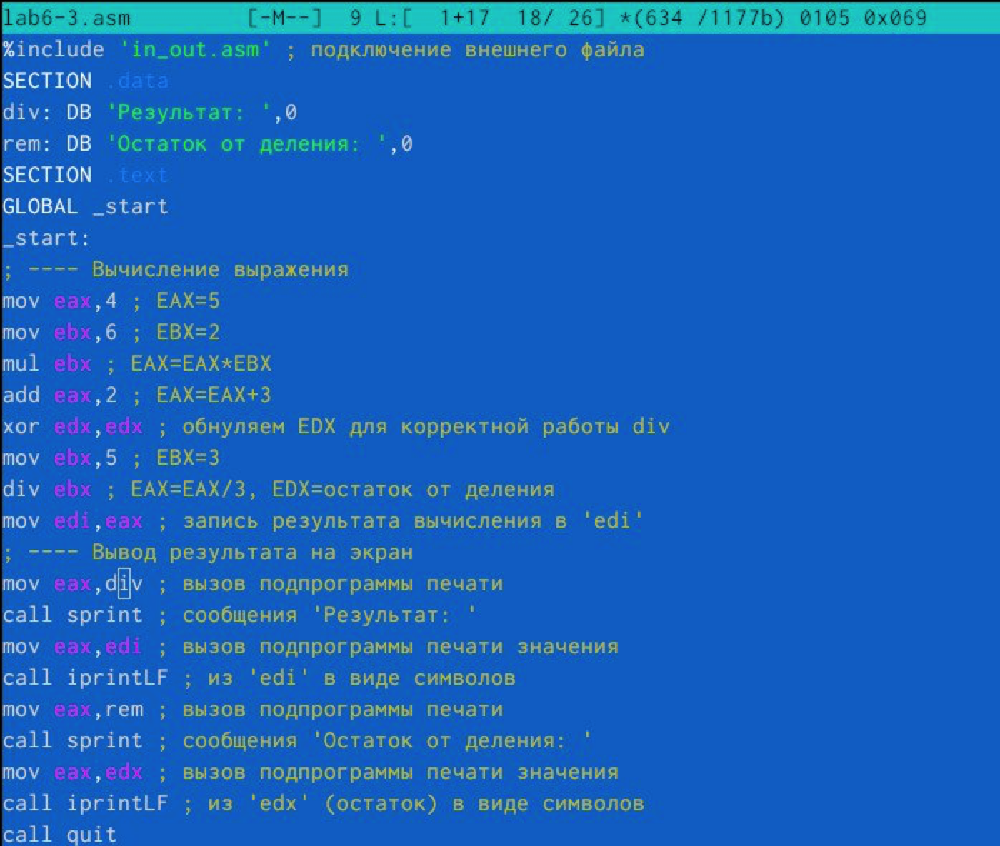 lab6-3.asm [-M--] 9 L:[ 1+17 18/ 26] *(634 /1177b) 0105 0x069
%include 'in_out.asm' ; подключение внешнего файла
SECTION .data
div: DB 'Результат: ',0
rem: DB 'Остаток от деления: ',0
SECTION .text
GLOBAL _start
_start:
; ---- Вычисление выражения
mov eax,4 ; EAX=5
mov ebx,6 ; EBX=2
mul ebx ; EAX=EAX*EBX
add eax,2 ; EAX=EAX+3
xor edx,edx ; обнуляем EDX для корректной работы div
mov ebx,5 ; EBX=3
div ebx ; EAX=EAX/3, EDX=остаток от деления
mov edi,eax ; запись результата вычисления в 'edi'
; ---- Вывод результата на экран
mov eax,div ; вызов подпрограммы печати
call sprint ; сообщения 'Результат: '
mov eax,edi ; вызов подпрограммы печати значения
call iprintLF ; из 'edi' в виде символов
mov eax,rem ; вызов подпрограммы печати
call sprint ; сообщения 'Остаток от деления: '
mov eax,edx ; вызов подпрограммы печати значения
call iprintLF ; из 'edx' (остаток) в виде символов
call quit